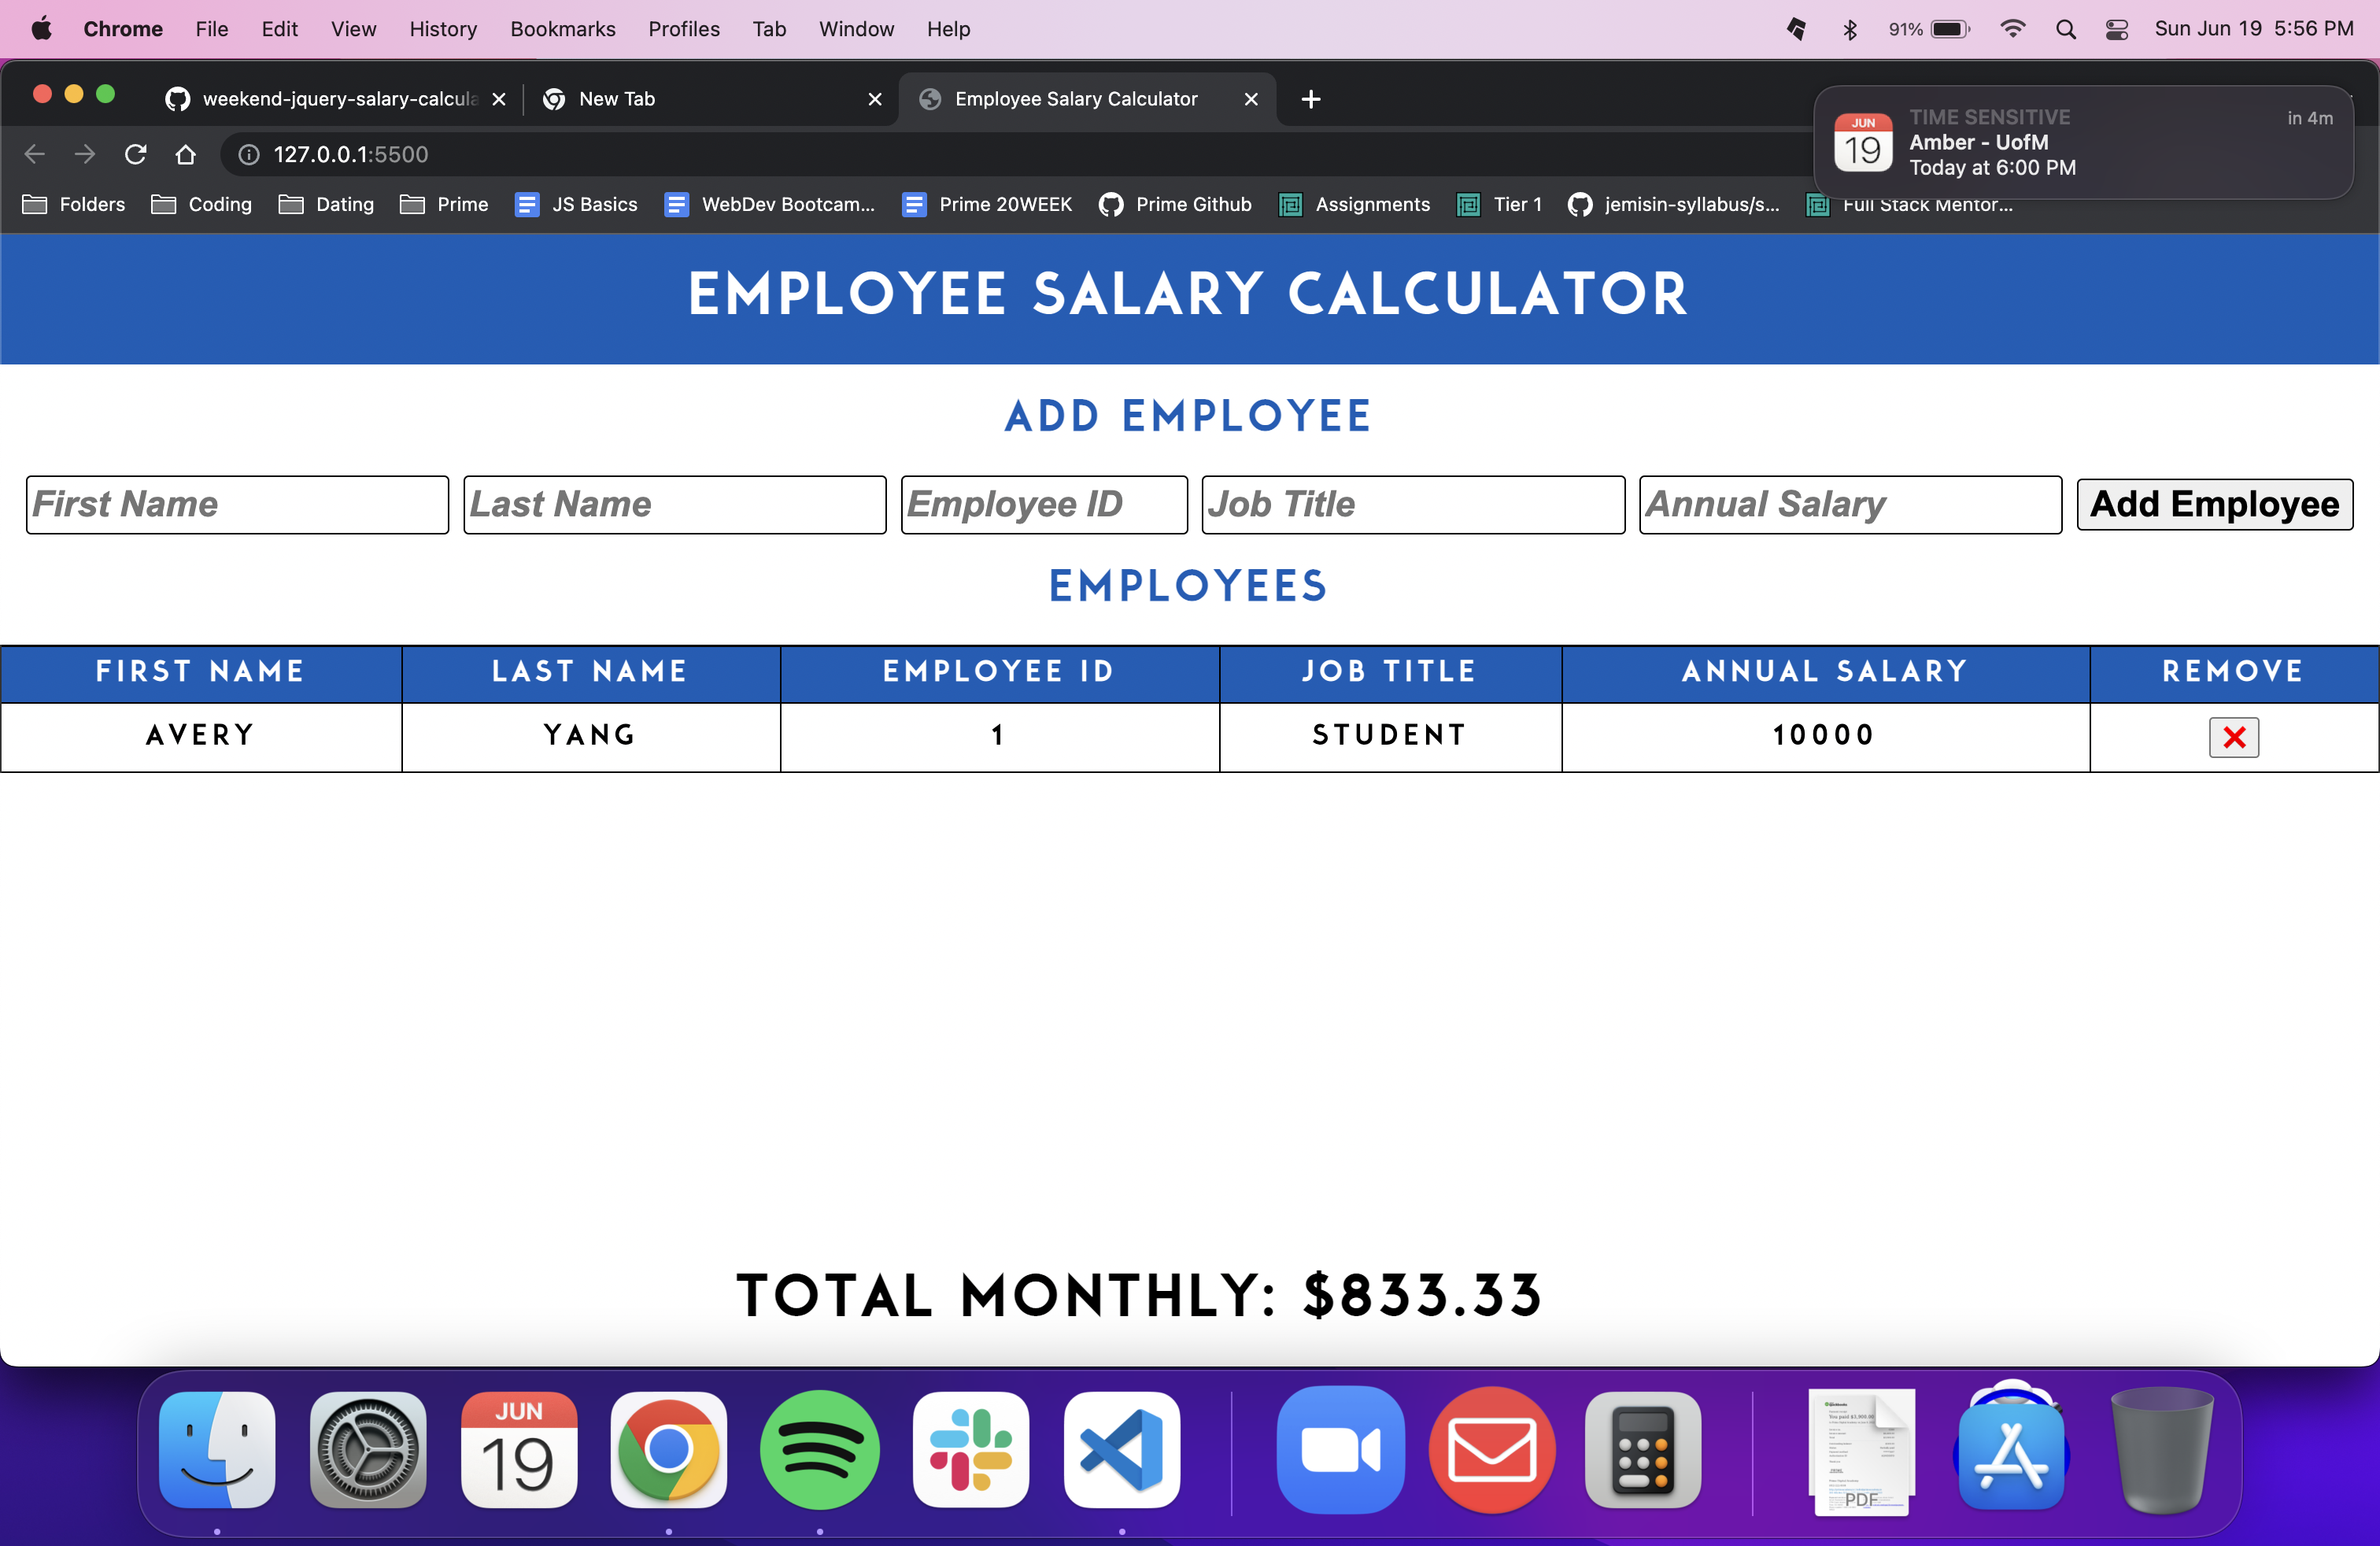 Chrome File Edit View History Bookmarks Profiles Tab Window Help 91% Sun Jun 19 5:56 PM
weekend-jquery-salary-calcula New Tab Employee Salary Calculator
TIME SENSITIVE in 4m
JUN 19 Amber - UofM
Today at 6:00 PM
127.0.0.1:5500
Folders Coding Dating Prime JS Basics WebDev Bootcam... Prime 20WEEK Prime Github Assignments Tier 1 jemisin-syllabus/s... Full Stack Mentor...
EMPLOYEE SALARY CALCULATOR
ADD EMPLOYEE
First Name Last Name Employee ID Job Title Annual Salary Add Employee
EMPLOYEES
FIRST NAME LAST NAME EMPLOYEE ID JOB TITLE ANNUAL SALARY REMOVE
AVERY YANG 1 STUDENT 10000
TOTAL MONTHLY: $833.33
JUN
19
PDF